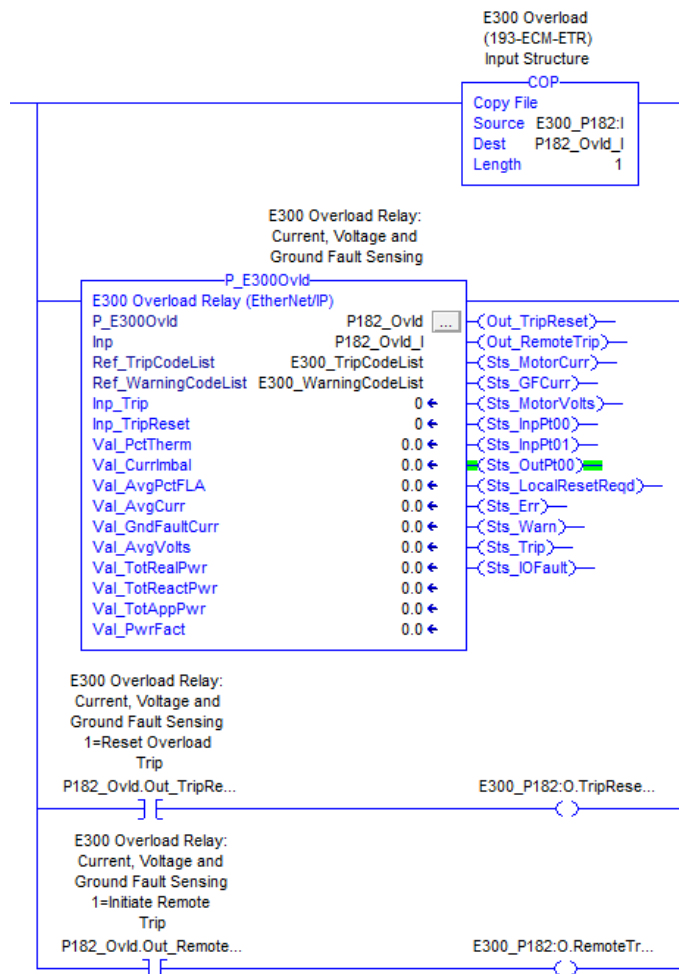 E300 Overload
(193-ECM-ETR)
Input Structure
COP
Copy File
Source E300_P182:I
Dest P182_Ovld_I
Length 1
E300 Overload Relay:
Current, Voltage and
Ground Fault Sensing
P_E300Ovld
E300 Overload Relay (EtherNet/IP)
P_E300Ovld P182_Ovld ... (Out_TripReset)
Inp P182_Ovld_I (Out_RemoteTrip)
Ref_TripCodeList E300_TripCodeList (Sts_MotorCurr)
Ref_WarningCodeList E300_WarningCodeList (Sts_GFCurr)
Inp_Trip 0 (Sts_MotorVolts)
Inp_TripReset 0 (Sts_InpPt00)
Val_PctTherm 0.0 (Sts_InpPt01)
Val_CurrImbal 0.0 (Sts_OutPt00)
Val_AvgPctFLA 0.0 (Sts_LocalResetReqd)
Val_AvgCurr 0.0 (Sts_Err)
Val_GndFaultCurr 0.0 (Sts_Warn)
Val_AvgVolts 0.0 (Sts_Trip)
Val_TotRealPwr 0.0 (Sts_IOFault)
Val_TotReactPwr 0.0
Val_TotAppPwr 0.0
Val_PwrFact 0.0
E300 Overload Relay:
Current, Voltage and
Ground Fault Sensing
1=Reset Overload
Trip
P182_Ovld.Out_TripRe... E300_P182:O.TripRese...
E300 Overload Relay:
Current, Voltage and
Ground Fault Sensing
1=Initiate Remote
Trip
P182_Ovld.Out_Remote... E300_P182:O.RemoteTr...